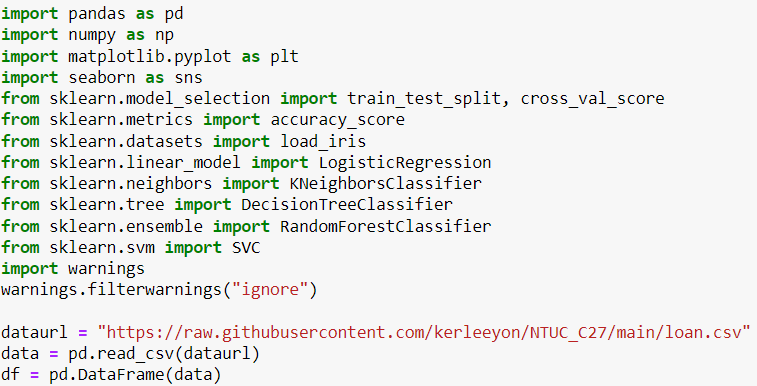 import pandas as pd
import numpy as np
import matplotlib.pyplot as plt
import seaborn as sns
from sklearn.model_selection import train_test_split, cross_val_score
from sklearn.metrics import accuracy_score
from sklearn.datasets import load_iris
from sklearn.linear_model import LogisticRegression
from sklearn.neighbors import KNeighborsClassifier
from sklearn.tree import DecisionTreeClassifier
from sklearn.ensemble import RandomForestClassifier
from sklearn.svm import SVC
import warnings
warnings.filterwarnings("ignore")

dataurl = "https://raw.githubusercontent.com/kerleeyon/NTUC_C27/main/loan.csv"
data = pd.read_csv(dataurl)
df = pd.DataFrame(data)